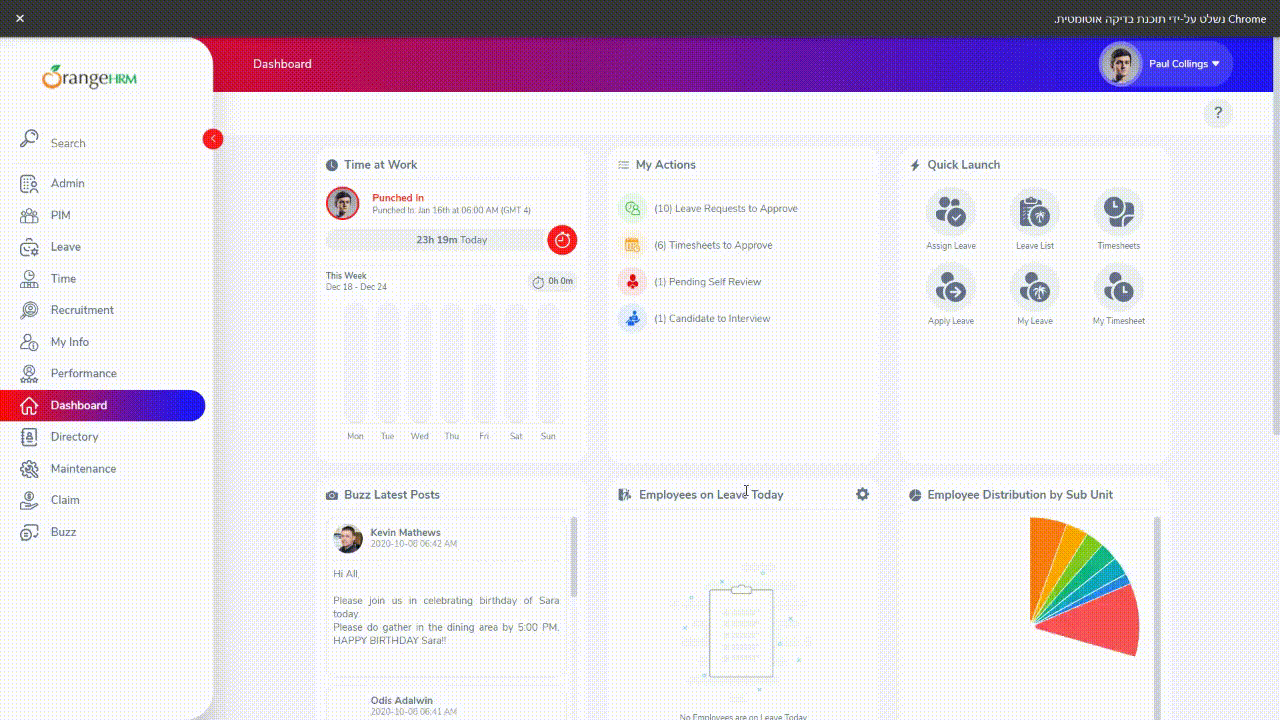 Chrome נשלט על-ידי תוכנת בדיקה אוטומטית.
OrangeHRM
Dashboard
Paul Collings
?
Search
Admin
PIM
Leave
Time
Recruitment
My Info
Performance
Dashboard
Directory
Maintenance
Claim
Buzz
Time at Work
Punched In
Punched In: Jan 16th at 06:00 AM (GMT 4)
23h 19m Today
This Week
Dec 18 - Dec 24
0h 0m
Mon Tue Wed Thu Fri Sat Sun
My Actions
(10) Leave Requests to Approve
(6) Timesheets to Approve
(1) Pending Self Review
(1) Candidate to Interview
Quick Launch
Assign Leave
Leave List
Timesheets
Apply Leave
My Leave
My Timesheet
Buzz Latest Posts
Kevin Mathews
2020-10-06 06:42 AM
Hi All,
Please join us in celebrating birthday of Sara
today.
Please do gather in the dining area by 5:00 PM.
HAPPY BIRTHDAY Sara!!
Odis Adalwin
2020-10-06 06:41 AM
Employees on Leave Today
No Employees are on Leave Today
Employee Distribution by Sub Unit